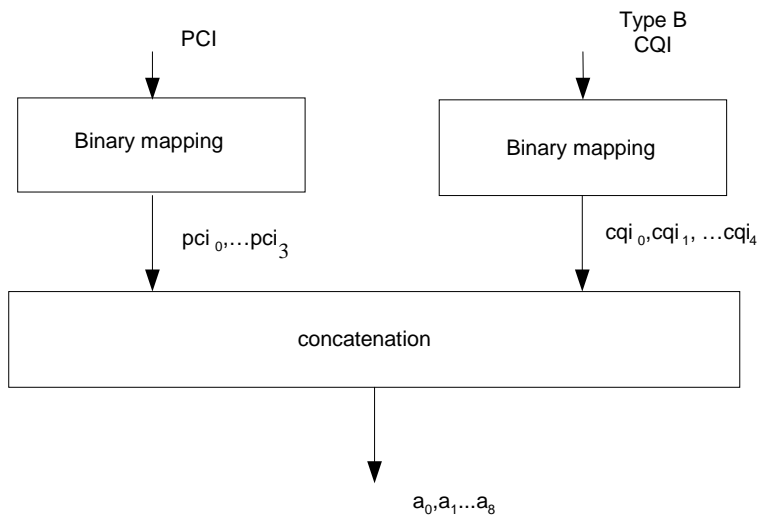 PCI
Type B
CQI
Binary mapping
Binary mapping
pci₀,…pci₃
cqi₀,cqi₁, …cqi₄
concatenation
a₀,a₁...a₈